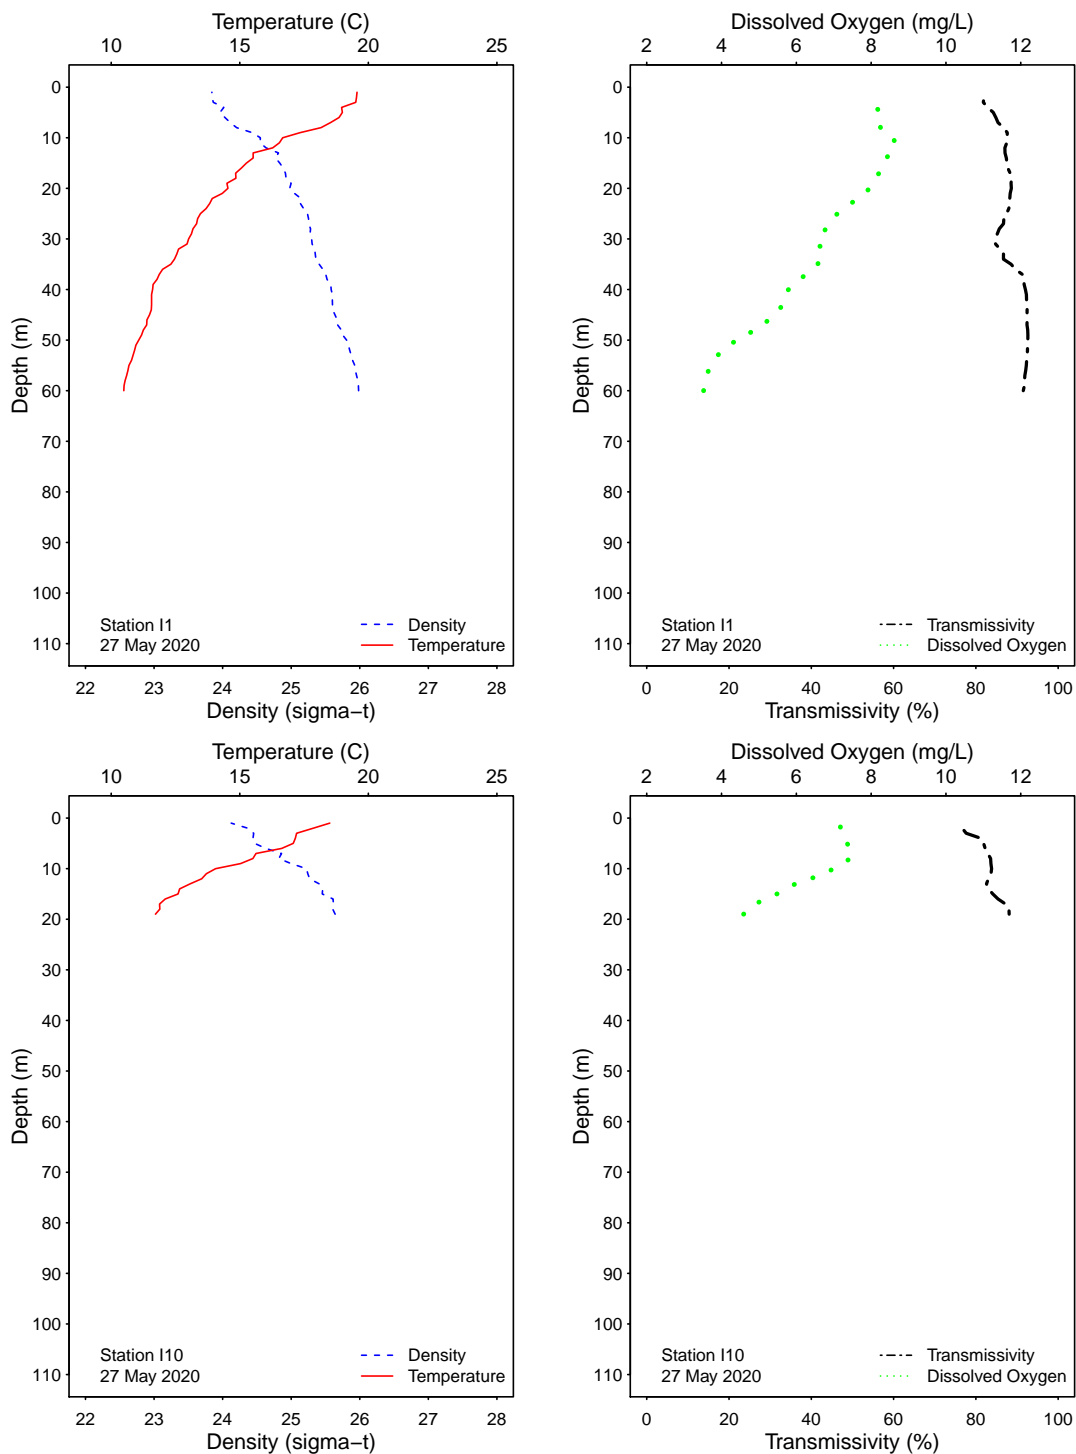 Temperature (C)
10 15 20 25
0
10
20
30
40
50
60
70
80
90
100
110
Depth (m)
Station I1
27 May 2020
Density
Temperature
22 23 24 25 26 27 28
Density (sigma−t)
Dissolved Oxygen (mg/L)
2 4 6 8 10 12
0
10
20
30
40
50
60
70
80
90
100
110
Depth (m)
Station I1
27 May 2020
Transmissivity
Dissolved Oxygen
0 20 40 60 80 100
Transmissivity (%)
Temperature (C)
10 15 20 25
0
10
20
30
40
50
60
70
80
90
100
110
Depth (m)
Station I10
27 May 2020
Density
Temperature
22 23 24 25 26 27 28
Density (sigma−t)
Dissolved Oxygen (mg/L)
2 4 6 8 10 12
0
10
20
30
40
50
60
70
80
90
100
110
Depth (m)
Station I10
27 May 2020
Transmissivity
Dissolved Oxygen
0 20 40 60 80 100
Transmissivity (%)